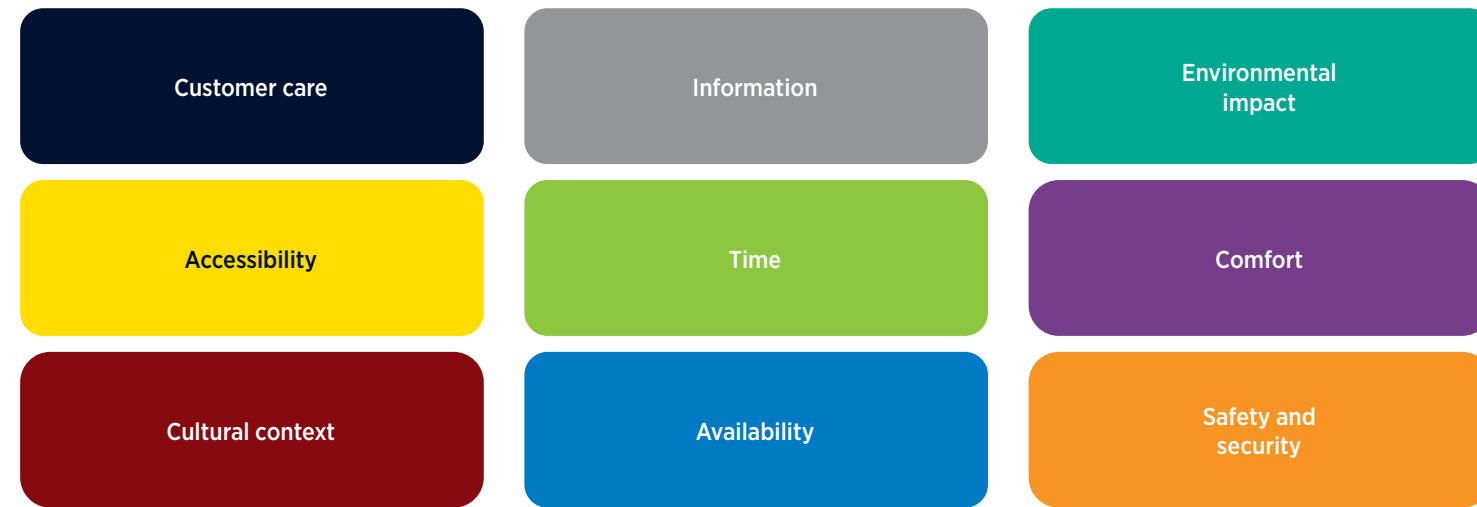 Customer care
Information
Environmental
impact
Accessibility
Time
Comfort
Cultural context
Availability
Safety and
security